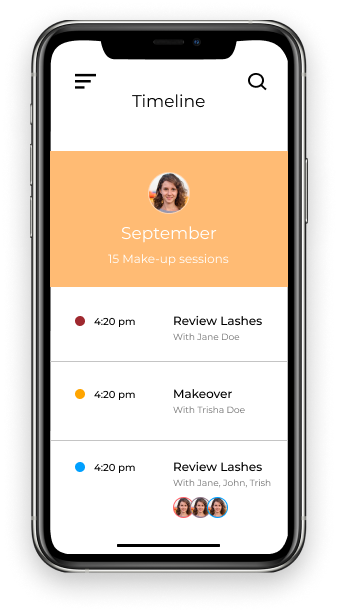 Timeline
September
15 Make-up sessions
4:20 pm
Review Lashes
With Jane Doe
4:20 pm
Makeover
With Trisha Doe
4:20 pm
Review Lashes
With Jane, John, Trish